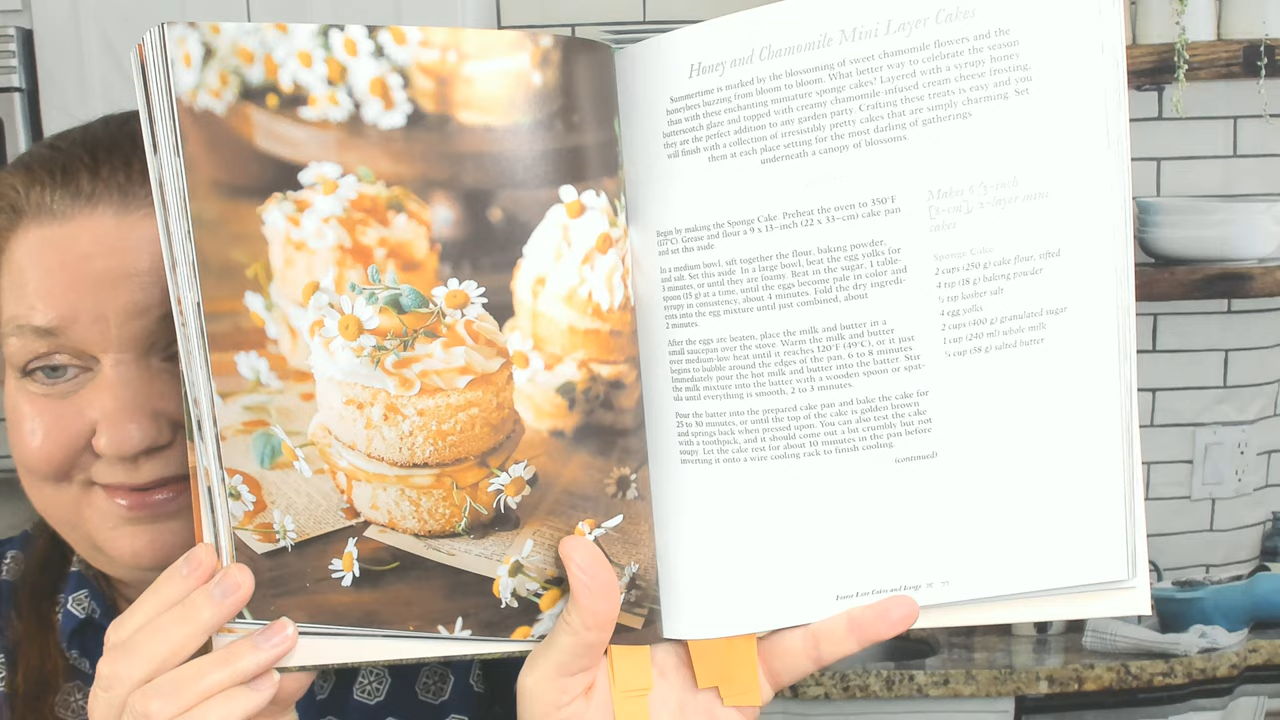 Honey and Chamomile Mini Layer Cakes
Summertime is marked by the blossoming of sweet chamomile flowers and the
honeybees buzzing from bloom to bloom. What better way to celebrate the season
than with these enchanting miniature sponge cakes? Layered with a syrupy honey
butterscotch glaze and topped with creamy chamomile-infused cream cheese frosting,
they are the perfect addition to any garden party. Crafting these treats is easy and you
will finish with a collection of irresistibly pretty cakes that are simply charming. Set
them at each place setting for the most darling of gatherings
underneath a canopy of blossoms.
Begin by making the Sponge Cake. Preheat the oven to 350°F
(177°C). Grease and flour a 9 x 13-inch (22 x 33-cm) cake pan
and set this aside.
In a medium bowl, sift together the flour, baking powder,
and salt. Set this aside. In a large bowl, beat the egg yolks for
3 minutes, or until they are foamy. Beat in the sugar, 1 table-
spoon (15 g) at a time, until the eggs become pale in color and
syrupy in consistency, about 4 minutes. Fold the dry ingredi-
ents into the egg mixture until just combined, about
2 minutes.
After the eggs are beaten, place the milk and butter in a
small saucepan over the stove. Warm the milk and butter
over medium-low heat until it reaches 120°F (49°C), or it just
begins to bubble around the edges of the pan, 6 to 8 minutes.
Immediately pour the hot milk and butter into the batter. Stir
the milk mixture into the batter with a wooden spoon or spat-
ula until everything is smooth, 2 to 3 minutes.
Pour the batter into the prepared cake pan and bake the cake for
25 to 30 minutes, or until the top of the cake is golden brown
and springs back when pressed upon. You can also test the cake
with a toothpick, and it should come out a bit crumbly but not
soupy. Let the cake rest for about 10 minutes in the pan before
inverting it onto a wire cooling rack to finish cooling.
(continued)
Makes 6 3-inch
[8-cm], 2-layer mini
cakes
Sponge Cake
2 cups (250 g) cake flour, sifted
4 tsp (18 g) baking powder
½ tsp kosher salt
4 egg yolks
2 cups (400 g) granulated sugar
1 cup (240 ml) whole milk
¼ cup (58 g) salted butter
Cakes and Icings